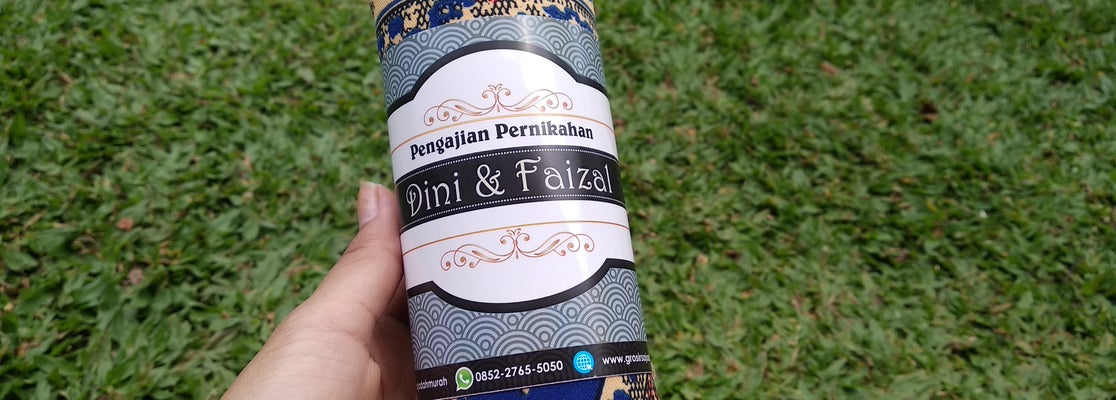 Pengajian Pernikahan
Dini & Faizal
0852-2765-5050